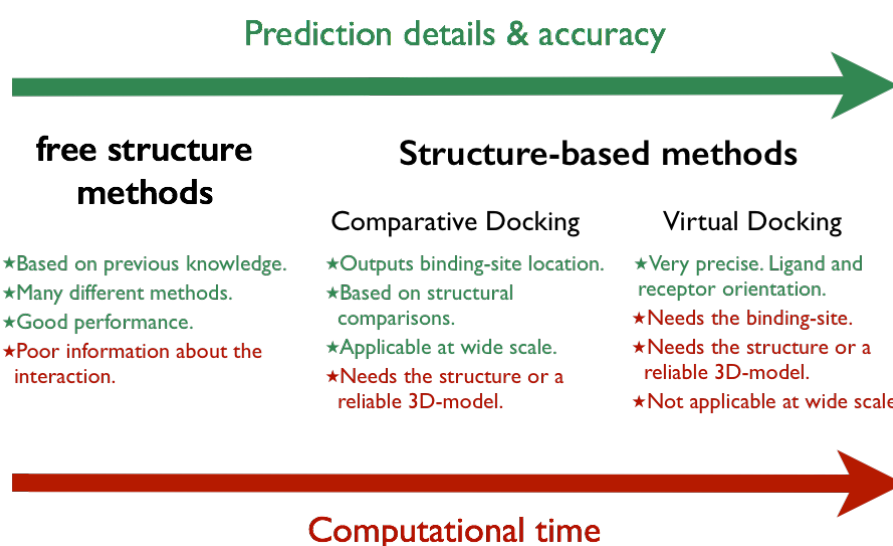 Prediction details & accuracy
free structure
methods
Structure-based methods
Comparative Docking
Virtual Docking
★Based on previous knowledge.
★Many different methods.
★Good performance.
★Poor information about the
interaction.
★Outputs binding-site location.
★Based on structural
comparisons.
★Applicable at wide scale.
★Needs the structure or a
reliable 3D-model.
★Very precise. Ligand and
receptor orientation.
★Needs the binding-site.
★Needs the structure or a
reliable 3D-model.
★Not applicable at wide scale
Computational time